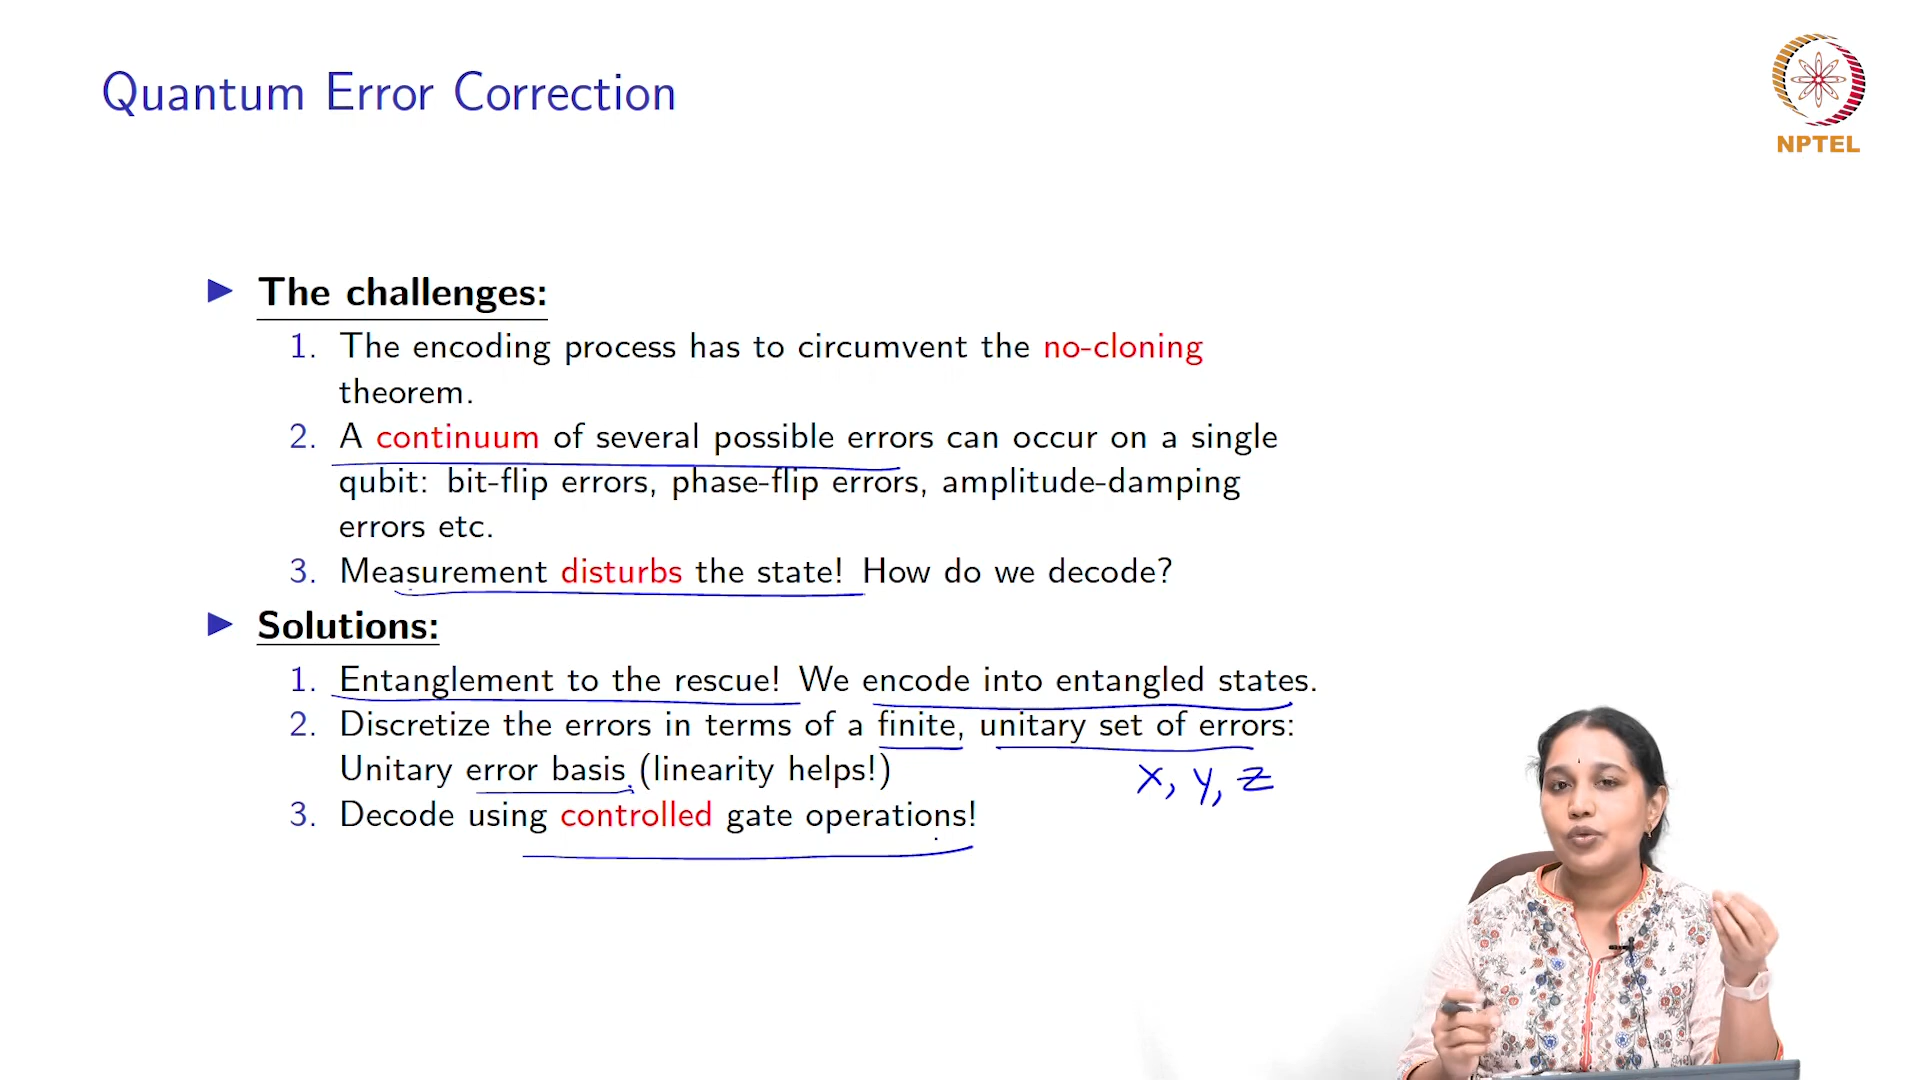 Quantum Error Correction
NPTEL
The challenges:
1. The encoding process has to circumvent the no-cloning
theorem.
2. A continuum of several possible errors can occur on a single
qubit: bit-flip errors, phase-flip errors, amplitude-damping
errors etc.
3. Measurement disturbs the state! How do we decode?
Solutions:
1. Entanglement to the rescue! We encode into entangled states.
2. Discretize the errors in terms of a finite, unitary set of errors:
Unitary error basis (linearity helps!)
x, y, z
3. Decode using controlled gate operations!